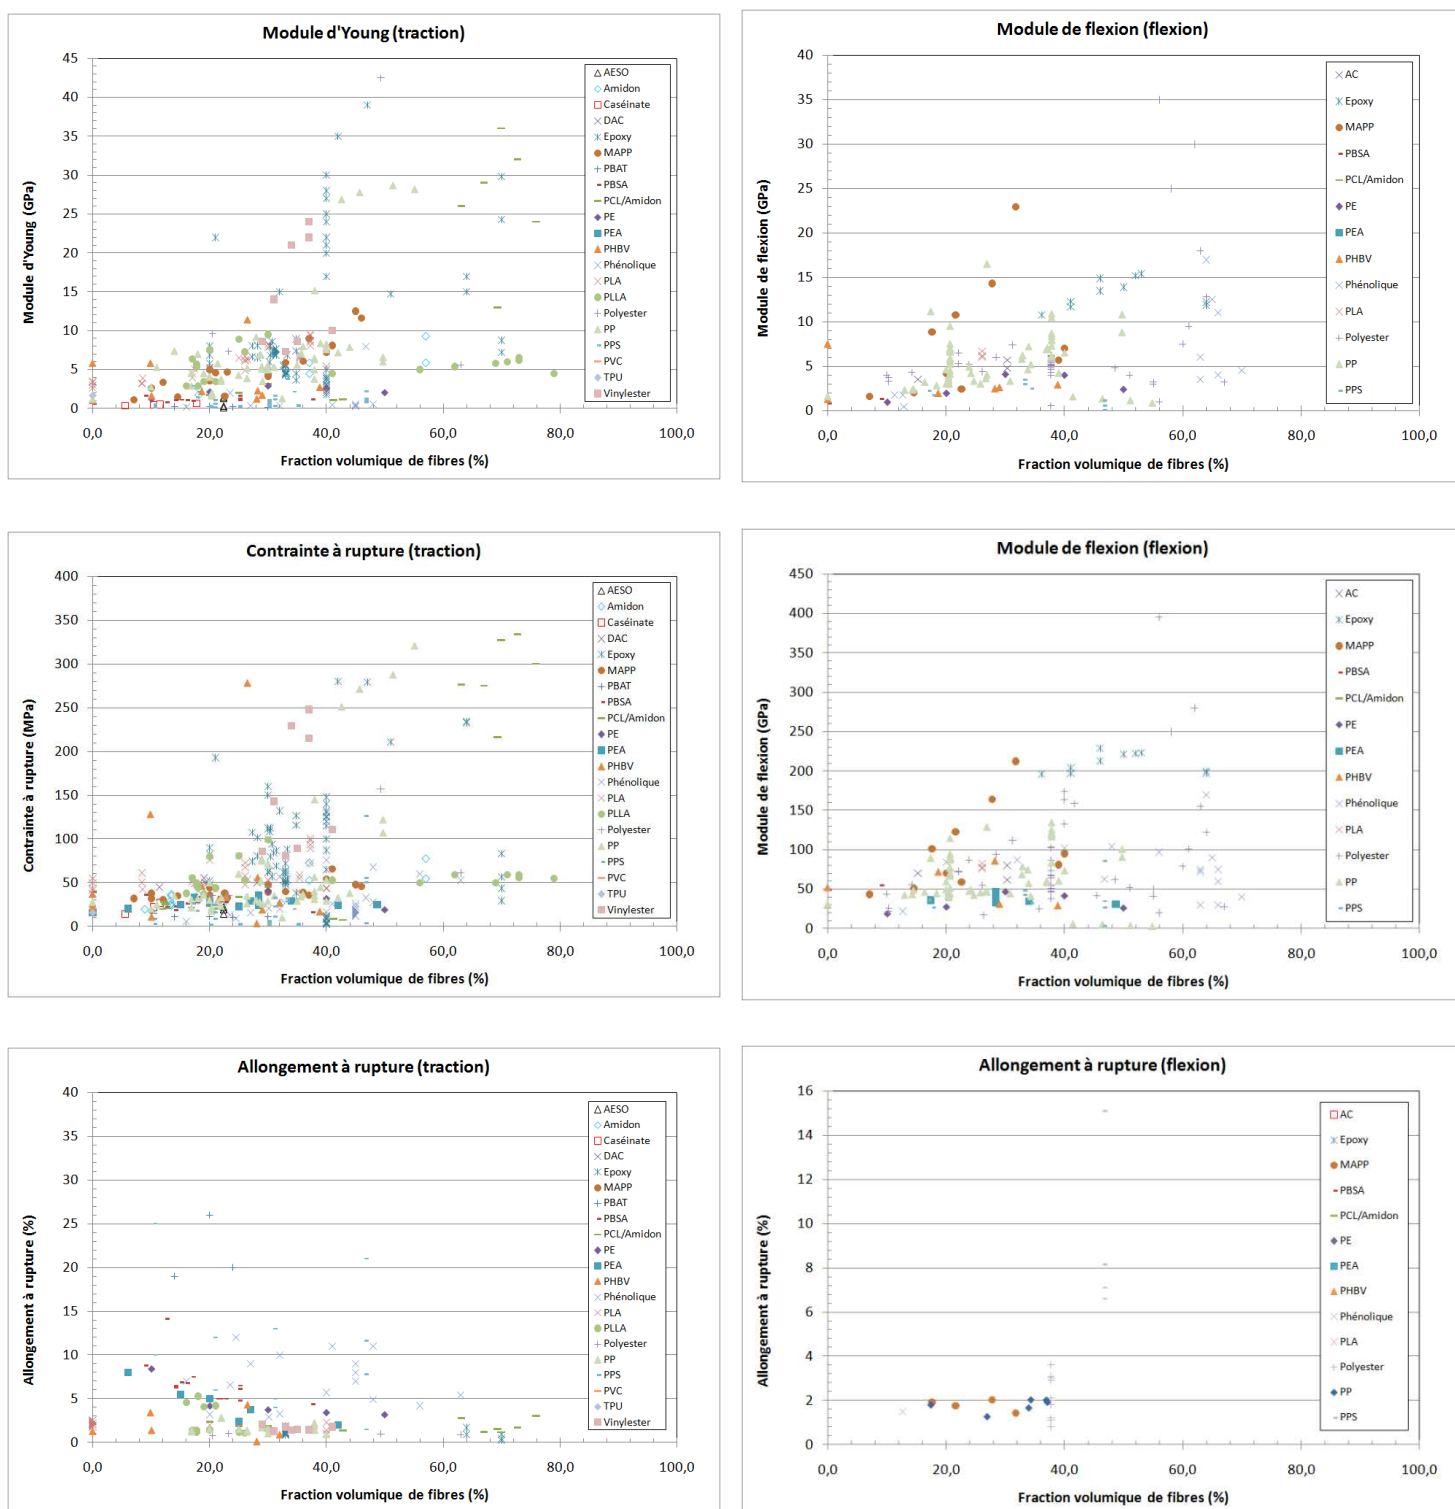 Module d'Young (traction)
Module d'Young (GPa)
45
40
35
30
25
20
15
10
5
0
0,0
20,0
40,0
60,0
80,0
100,0
Fraction volumique de fibres (%)
AESO
Amidon
Caséinate
DAC
Epoxy
MAPP
PBAT
PBSA
PCL/Amidon
PE
PEA
PHBV
Phénolique
PLA
PLLA
Polyester
PP
PPS
PVC
TPU
Vinylester
Module de flexion (flexion)
Module de flexion (GPa)
40
35
30
25
20
15
10
5
0
0,0
20,0
40,0
60,0
80,0
100,0
Fraction volumique de fibres (%)
AC
Epoxy
MAPP
PBSA
PCL/Amidon
PE
PEA
PHBV
Phénolique
PLA
Polyester
PP
PPS
Contrainte à rupture (traction)
Contrainte à rupture (MPa)
400
350
300
250
200
150
100
50
0
0,0
20,0
40,0
60,0
80,0
100,0
Fraction volumique de fibres (%)
AESO
Amidon
Caséinate
DAC
Epoxy
MAPP
PBAT
PBSA
PCL/Amidon
PE
PEA
PHBV
Phénolique
PLA
PLLA
Polyester
PP
PPS
PVC
TPU
Vinylester
Module de flexion (flexion)
Module de flexion (GPa)
450
400
350
300
250
200
150
100
50
0
0,0
20,0
40,0
60,0
80,0
100,0
Fraction volumique de fibres (%)
AC
Epoxy
MAPP
PBSA
PCL/Amidon
PE
PEA
PHBV
Phénolique
PLA
Polyester
PP
PPS
Allongement à rupture (traction)
Allongement à rupture (%)
40
35
30
25
20
15
10
5
0
0,0
20,0
40,0
60,0
80,0
100,0
Fraction volumique de fibres (%)
AESO
Amidon
Caséinate
DAC
Epoxy
MAPP
PBAT
PBSA
PCL/Amidon
PE
PEA
PHBV
Phénolique
PLA
PLLA
Polyester
PP
PPS
PVC
TPU
Vinylester
Allongement à rupture (flexion)
Allongement à rupture (%)
16
14
12
10
8
6
4
2
0
0,0
20,0
40,0
60,0
80,0
100,0
Fraction volumique de fibres (%)
AC
Epoxy
MAPP
PBSA
PCL/Amidon
PE
PEA
PHBV
Phénolique
PLA
Polyester
PP
PPS